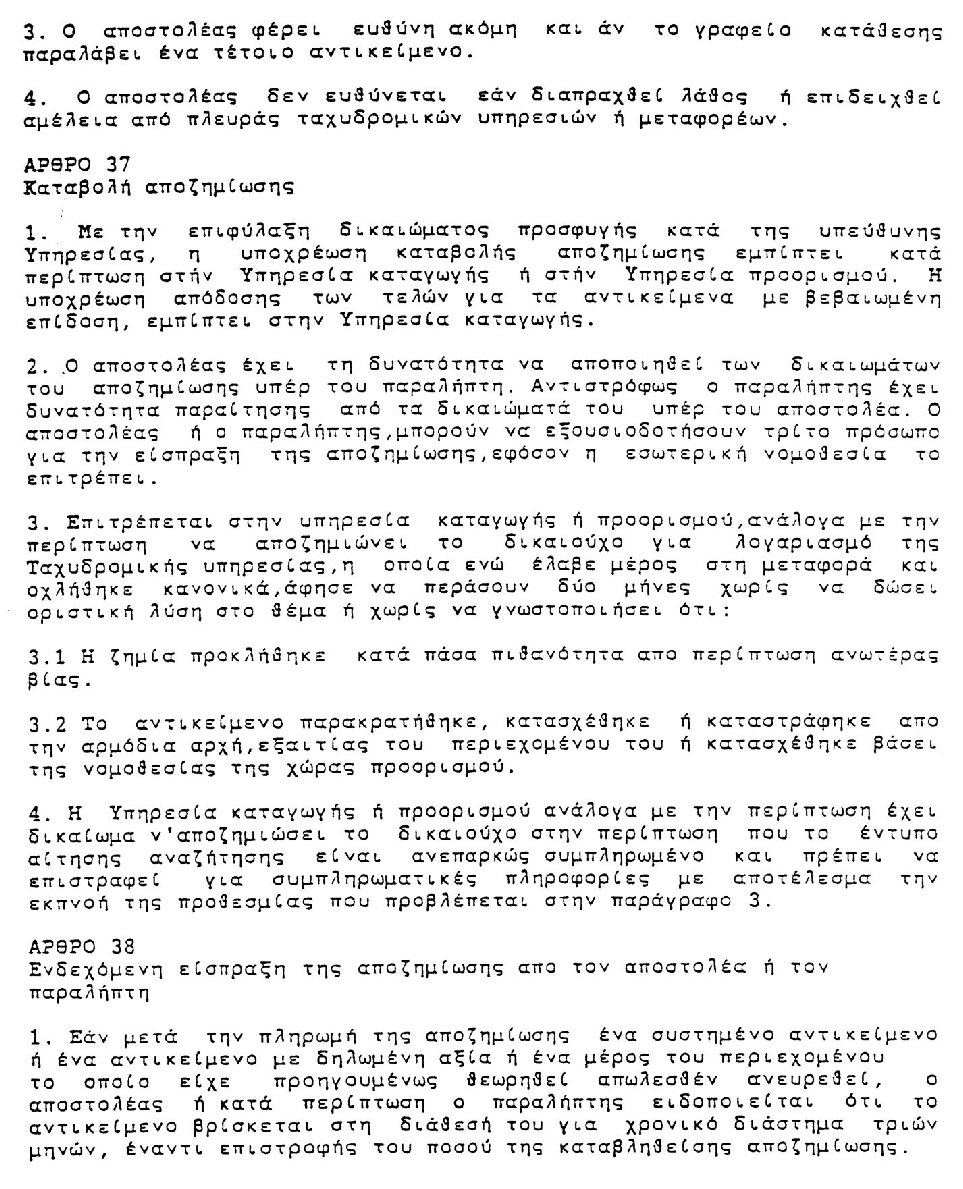 3. Ο αποστολέας φέρει ευθύνη ακόμη και άν το γραφείο κατάθεσης
παραλάβει ένα τέτοιο αντικείμενο.
4. Ο αποστολέας δεν ευθύνεται εάν διαπραχθεί λάθος ή επιδειχθεί
αμέλεια από πλευράς ταχυδρομικών υπηρεσιών ή μεταφορέων.
ΑΡΘΡΟ 37
Καταβολή αποζημίωσης
1. Με την επιφύλαξη δικαιώματος προσφυγής κατά της υπεύθυνης
Υπηρεσίας, η υποχρέωση καταβολής αποζημίωσης εμπίπτει κατά
περίπτωση στήν Υπηρεσία καταγωγής ή στήν Υπηρεσία προορισμού. Η
υποχρέωση απόδοσης των τελών για τα αντικείμενα με βεβαιωμένη
επίδοση, εμπίπτει στην Υπηρεσία καταγωγής.
2. Ο αποστολέας έχει τη δυνατότητα να αποποιηθεί των δικαιωμάτων
του αποζημίωσης υπέρ του παραλήπτη. Αντιστρόφως ο παραλήπτης έχει
δυνατότητα παραίτησης από τα δικαιώματά του υπέρ του αποστολέα. Ο
αποστολέας ή ο παραλήπτης,μπορούν να εξουσιοδοτήσουν τρίτο πρόσωπο
για την είσπραξη της αποζημίωσης,εφόσον η εσωτερική νομοθεσία το
επιτρέπει.
3. Επιτρέπεται στην υπηρεσία καταγωγής ή προορισμού,ανάλογα με την
περίπτωση να αποζημιώνει το δικαιούχο για λογαριασμό της
Ταχυδρομικής υπηρεσίας,η οποία ενώ έλαβε μέρος στη μεταφορά και
οχλήθηκε κανονικά,άφησε να περάσουν δύο μήνες χωρίς να δώσει
οριστική λύση στο θέμα ή χωρίς να γνωστοποιήσει ότι:
3.1 Η ζημία προκλήθηκε κατά πάσα πιθανότητα απο περίπτωση ανωτέρας
βίας.
3.2 Το αντικείμενο παρακρατήθηκε, κατασχέθηκε ή καταστράφηκε απο
την αρμόδια αρχή,εξαιτίας του περιεχομένου του ή κατασχέθηκε βάσει
της νομοθεσίας της χώρας προορισμού.
4. Η Υπηρεσία καταγωγής ή προορισμού ανάλογα με την περίπτωση έχει
δικαίωμα ν'αποζημιώσει το δικαιούχο στην περίπτωση που το έντυπο
αίτησης αναζήτησης είναι ανεπαρκώς συμπληρωμένο και πρέπει να
επιστραφεί για συμπληρωματικές πληροφορίες με αποτέλεσμα την
εκπνοή της προθεσμίας που προβλέπεται στην παράγραφο 3.
ΑΡΘΡΟ 38
Ενδεχόμενη είσπραξη της αποζημίωσης απο τον αποστολέα ή τον
παραλήπτη
1. Εάν μετά την πληρωμή της αποζημίωσης ένα συστημένο αντικείμενο
ή ένα αντικείμενο με δηλωμένη αξία ή ένα μέρος του περιεχομένου
το οποίο είχε προηγουμένως θεωρηθεί απωλεσθέν ανευρεθεί, ο
αποστολέας ή κατά περίπτωση ο παραλήπτης ειδοποιείται ότι το
αντικείμενο βρίσκεται στη διάθεσή του για χρονικό διάστημα τριών
μηνών, έναντι επιστροφής του ποσού της καταβληθείσης αποζημίωσης.